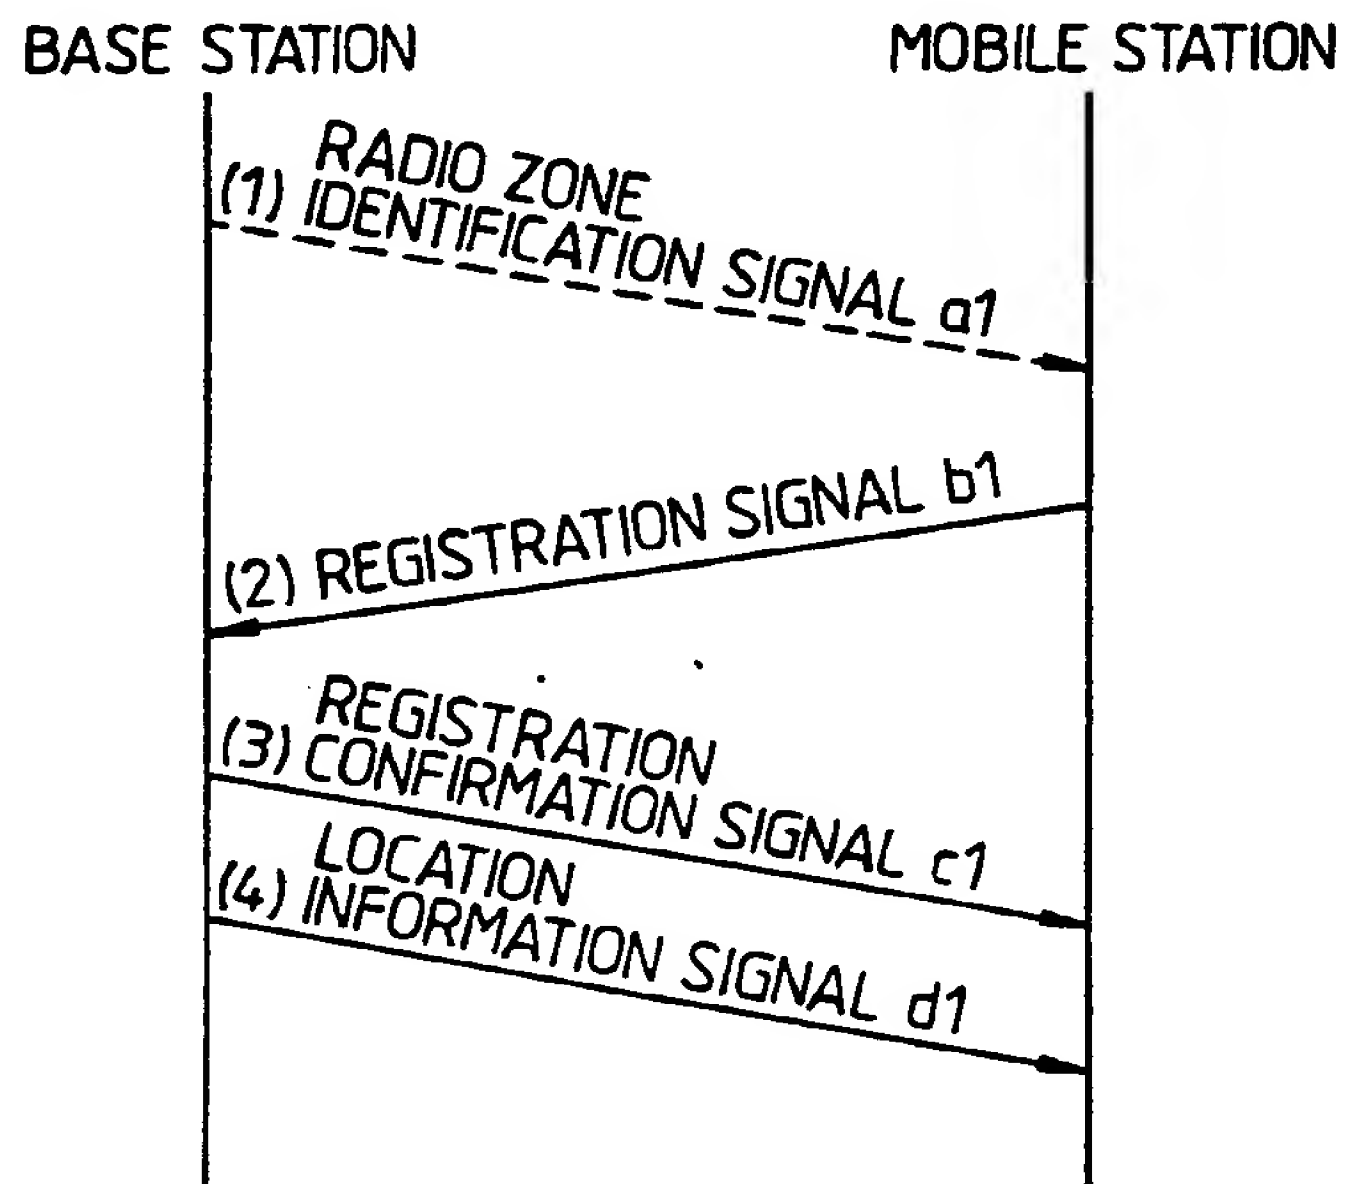 BASE STATION
MOBILE STATION
RADIO ZONE
(1) IDENTIFICATION SIGNAL a1
(2) REGISTRATION SIGNAL b1
REGISTRATION
(3) CONFIRMATION SIGNAL c1
LOCATION
(4) INFORMATION SIGNAL d1